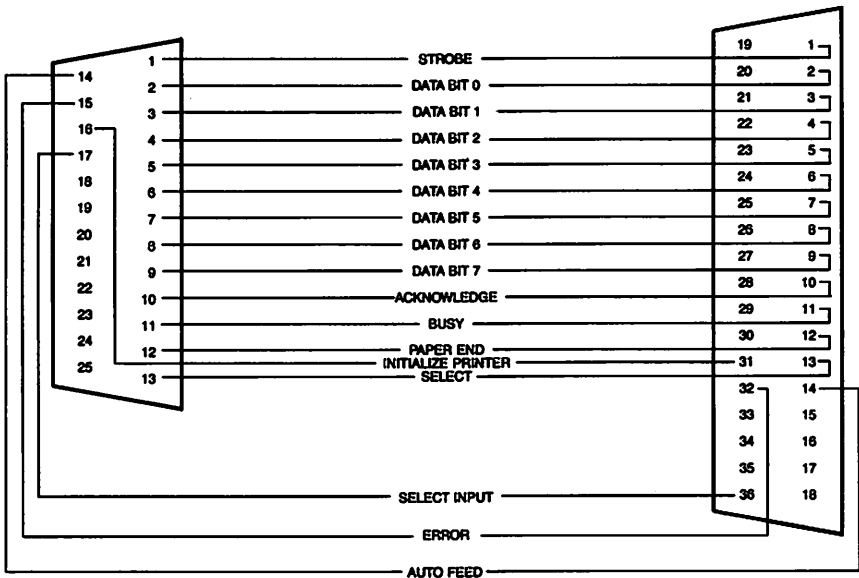 19 1
1 STROBE
14 20 2
2 DATA BIT 0
15 21 3
3 DATA BIT 1
16 22 4
4 DATA BIT 2
17 23 5
5 DATA BIT 3
18 24 6
6 DATA BIT 4
19 25 7
7 DATA BIT 5
20 26 8
8 DATA BIT 6
21 27 9
9 DATA BIT 7
22 28 10
10 ACKNOWLEDGE
23 29 11
11 BUSY
24 30 12
12 PAPER END
25 INITIALIZE PRINTER 31 13
13 SELECT
32 14
33 15
34 16
35 17
SELECT INPUT 36 18
ERROR
AUTO FEED